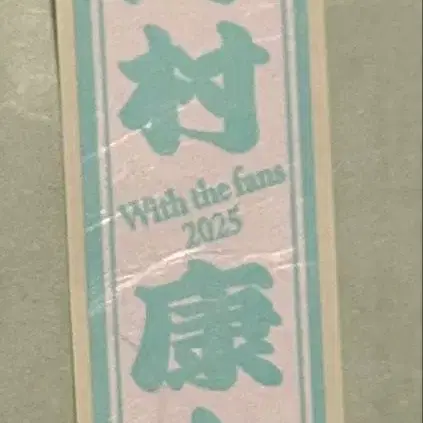 村
With the fans
2025
康